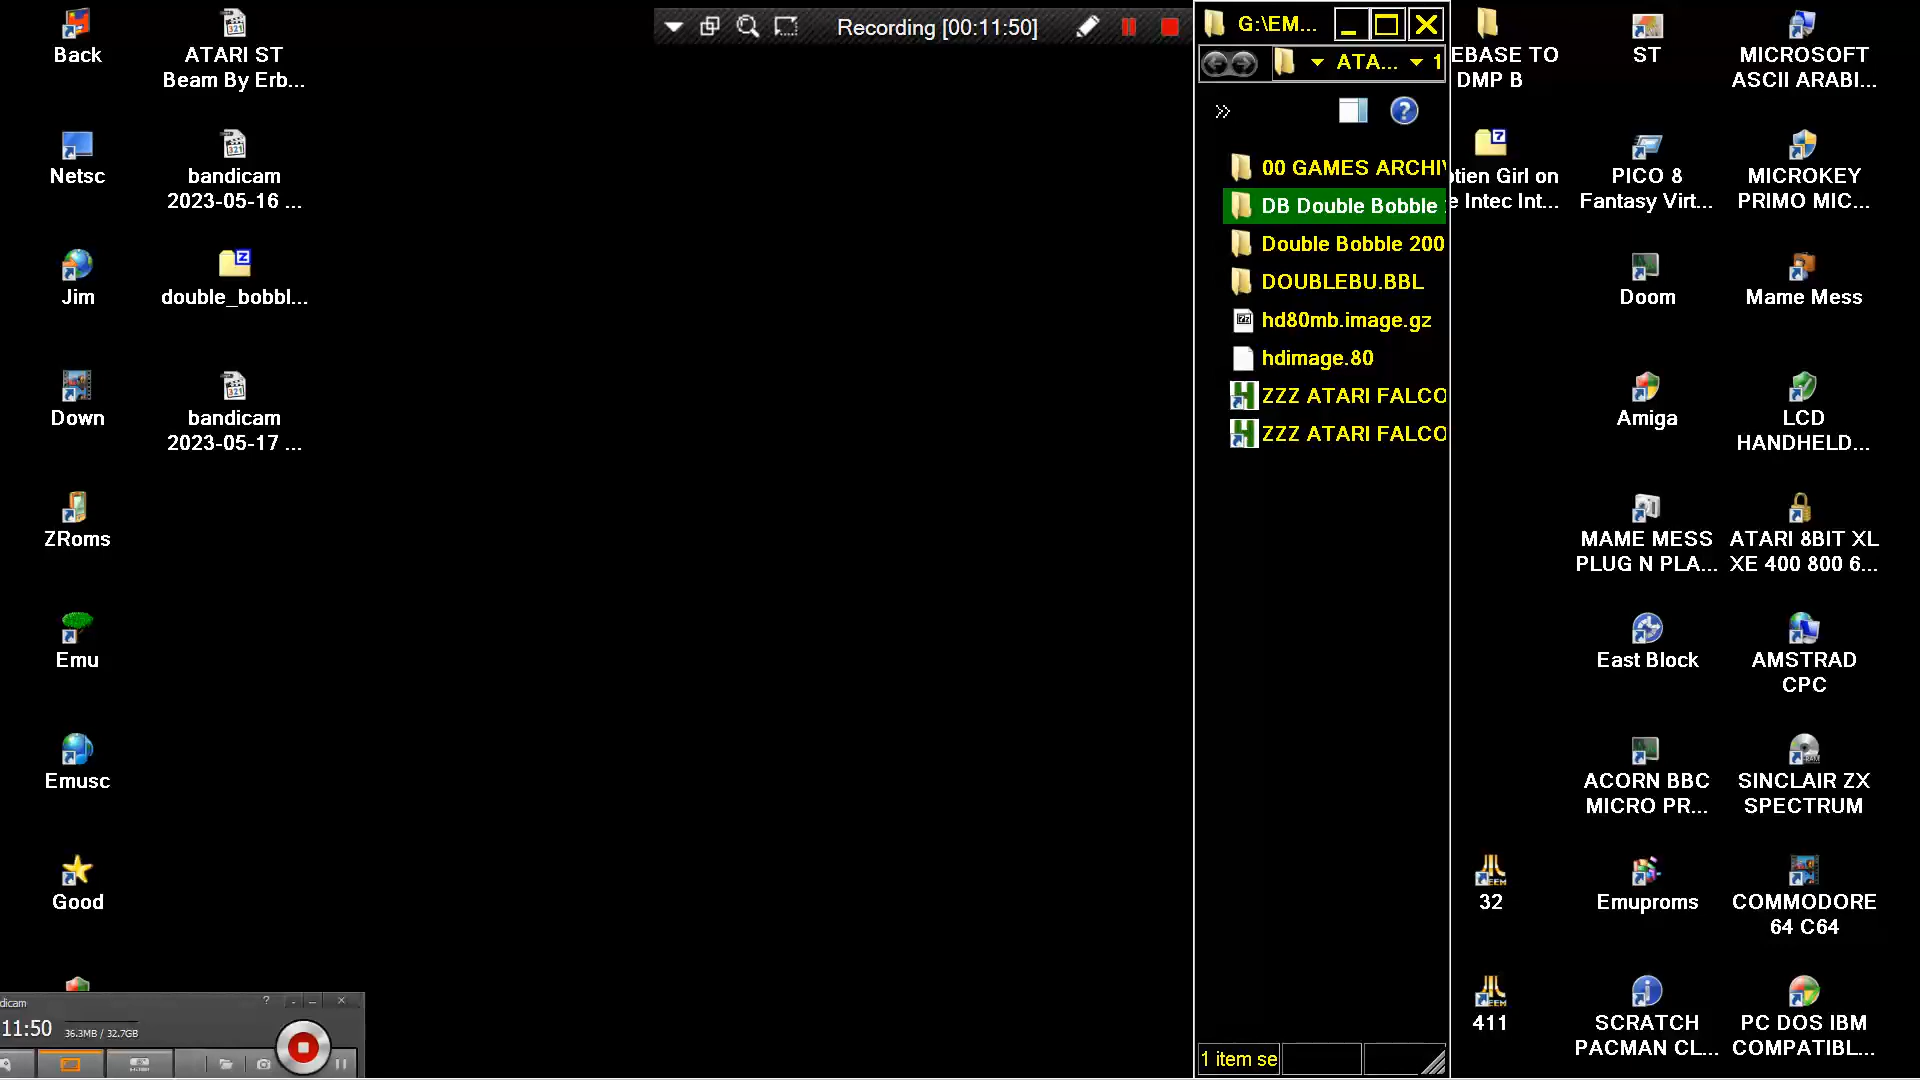 Back
ATARI ST
Beam By Erb...
Netsc
bandicam
2023-05-16 ...
Jim
double_bobbl...
Down
bandicam
2023-05-17 ...
ZRoms
Emu
Emusc
Good
Recording [00:11:50]
G:\EM...
ATA...
1
00 GAMES ARCHI
DB Double Bobble
Double Bobble 200
DOUBLEBU.BBL
hd80mb.image.gz
hdimage.80
ZZZ ATARI FALCO
ZZZ ATARI FALCO
1 item se
EBASE TO
DMP B
ST
MICROSOFT
ASCII ARABI...
tien Girl on
e Intec Int...
PICO 8
Fantasy Virt...
MICROKEY
PRIMO MIC...
Doom
Mame Mess
Amiga
LCD
HANDHELD...
MAME MESS
PLUG N PLA...
ATARI 8BIT XL
XE 400 800 6...
East Block
AMSTRAD
CPC
ACORN BBC
MICRO PR...
SINCLAIR ZX
SPECTRUM
32
Emuproms
COMMODORE
64 C64
411
SCRATCH
PACMAN CL...
PC DOS IBM
COMPATIBL...
dicam
11:50
36.3MB / 32.7GB